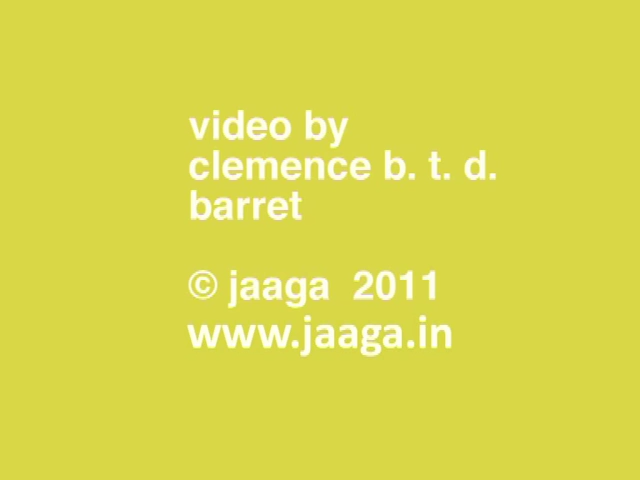 video by
clemence b. t. d.
barret
© jaaga 2011
www.jaaga.in